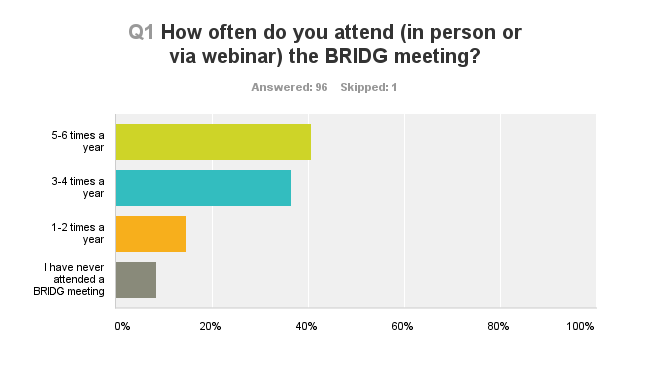 Q1 How often do you attend (in person or
via webinar) the BRIDG meeting?
Answered: 96 Skipped: 1
5-6 times a
year
3-4 times a
year
1-2 times a
year
I have never
attended a
BRIDG meeting
0% 20% 40% 60% 80% 100%